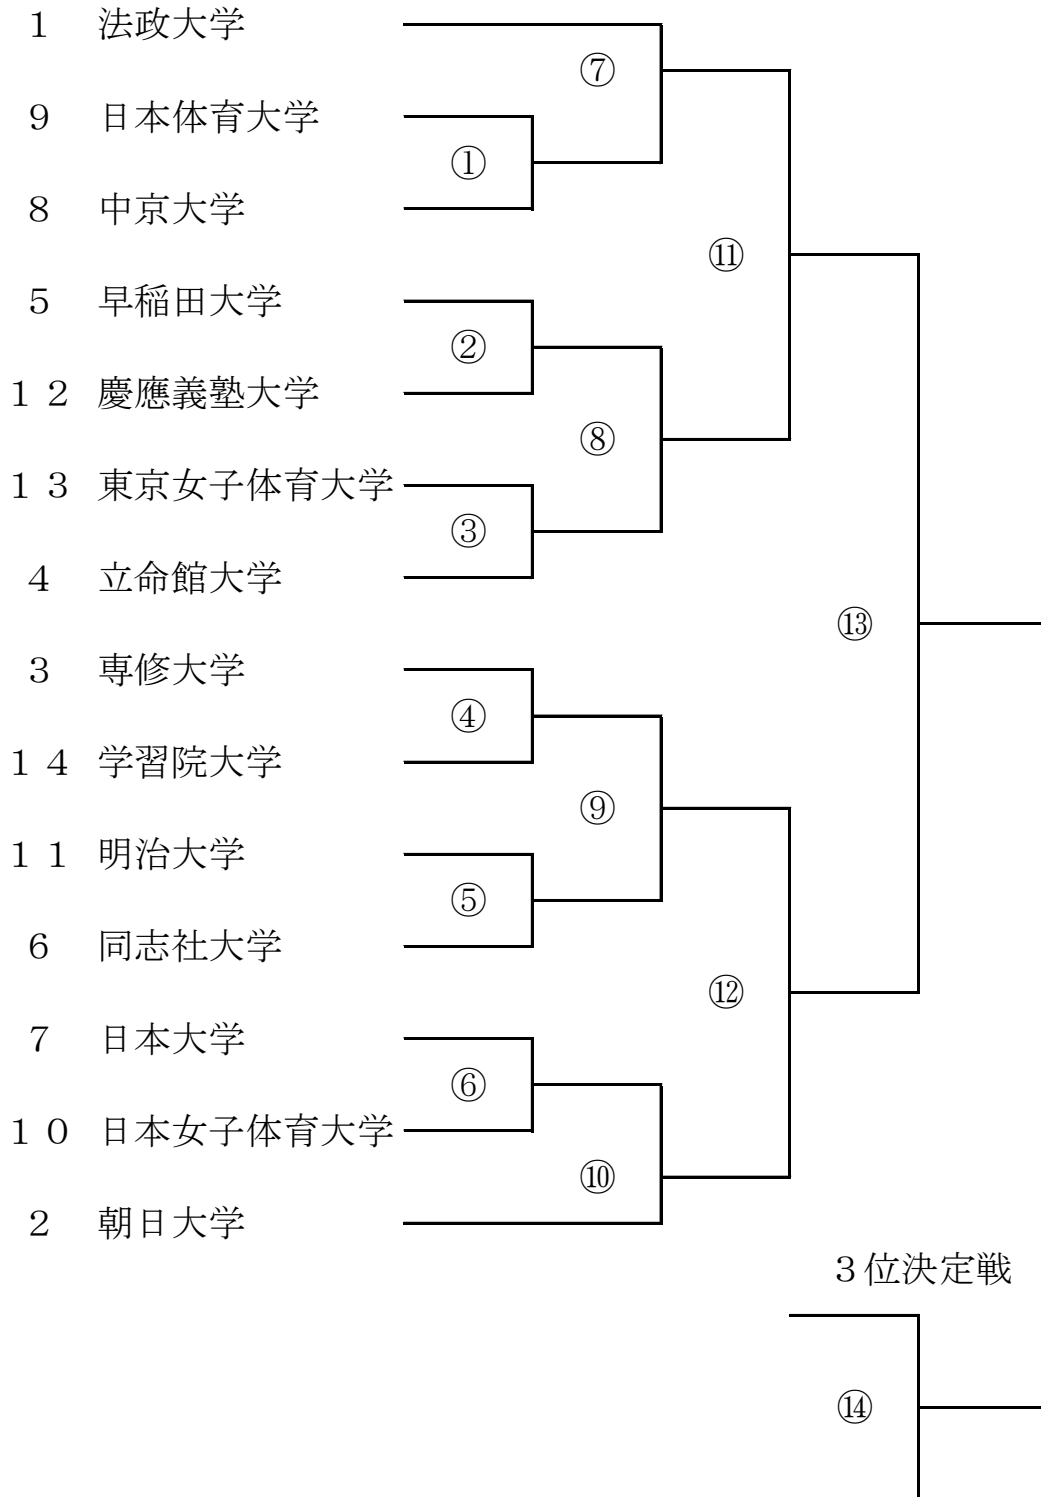 １ 法政大学
⑦
９ 日本体育大学
①
８ 中京大学
⑪
５ 早稲田大学
②
１２ 慶應義塾大学
⑧
１３ 東京女子体育大学
③
４ 立命館大学
⑬
３ 専修大学
④
１４ 学習院大学
⑨
１１ 明治大学
⑤
６ 同志社大学
⑫
７ 日本大学
⑥
１０ 日本女子体育大学
⑩
２ 朝日大学
３位決定戦
⑭